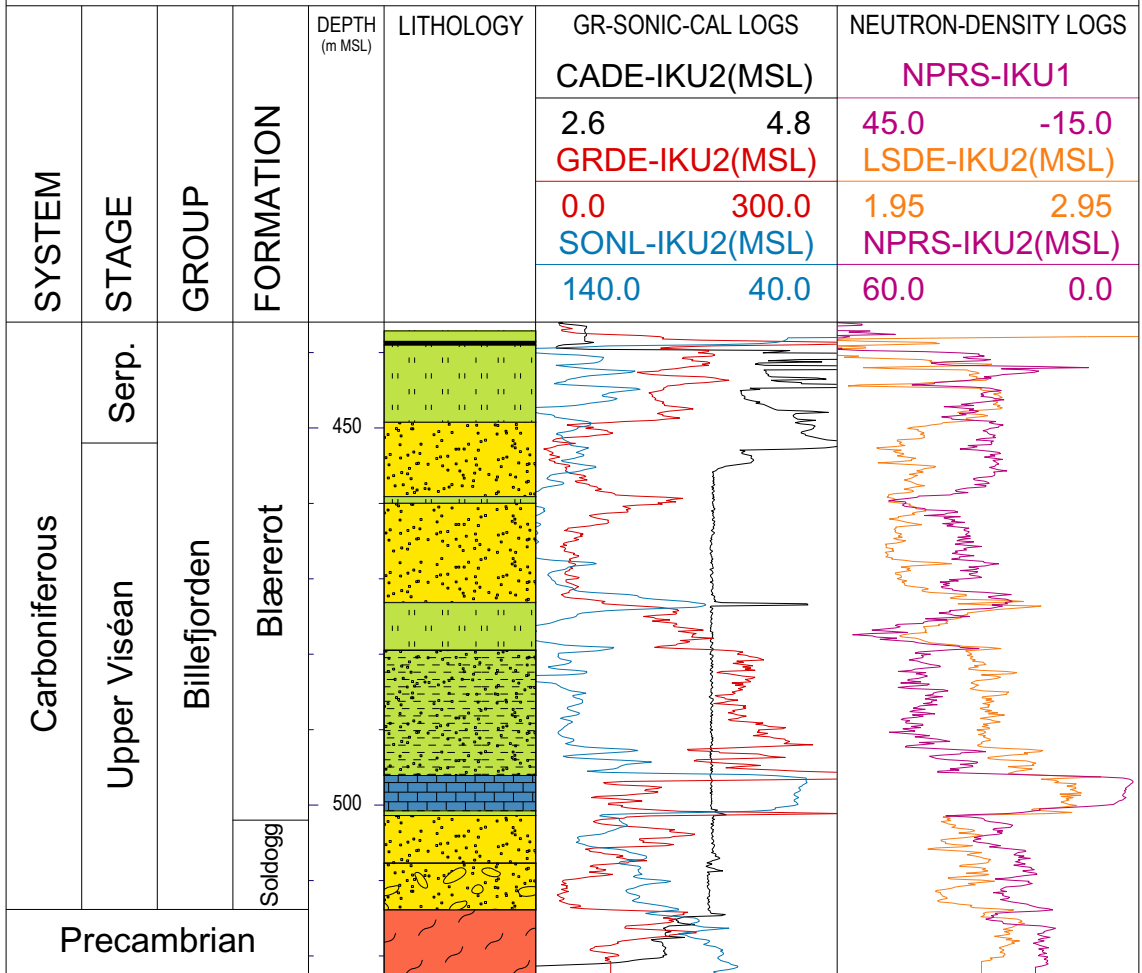 DEPTH
(m MSL)
LITHOLOGY
GR-SONIC-CAL LOGS
NEUTRON-DENSITY LOGS
SYSTEM
STAGE
GROUP
FORMATION
CADE-IKU2(MSL)
2.6 4.8
GRDE-IKU2(MSL)
0.0 300.0
SONL-IKU2(MSL)
140.0 40.0
NPRS-IKU1
45.0 -15.0
LSDE-IKU2(MSL)
1.95 2.95
NPRS-IKU2(MSL)
60.0 0.0
Carboniferous
Serp.
Upper Viséan
Billefjorden
Blærerot
Soldogg
450
500
Precambrian